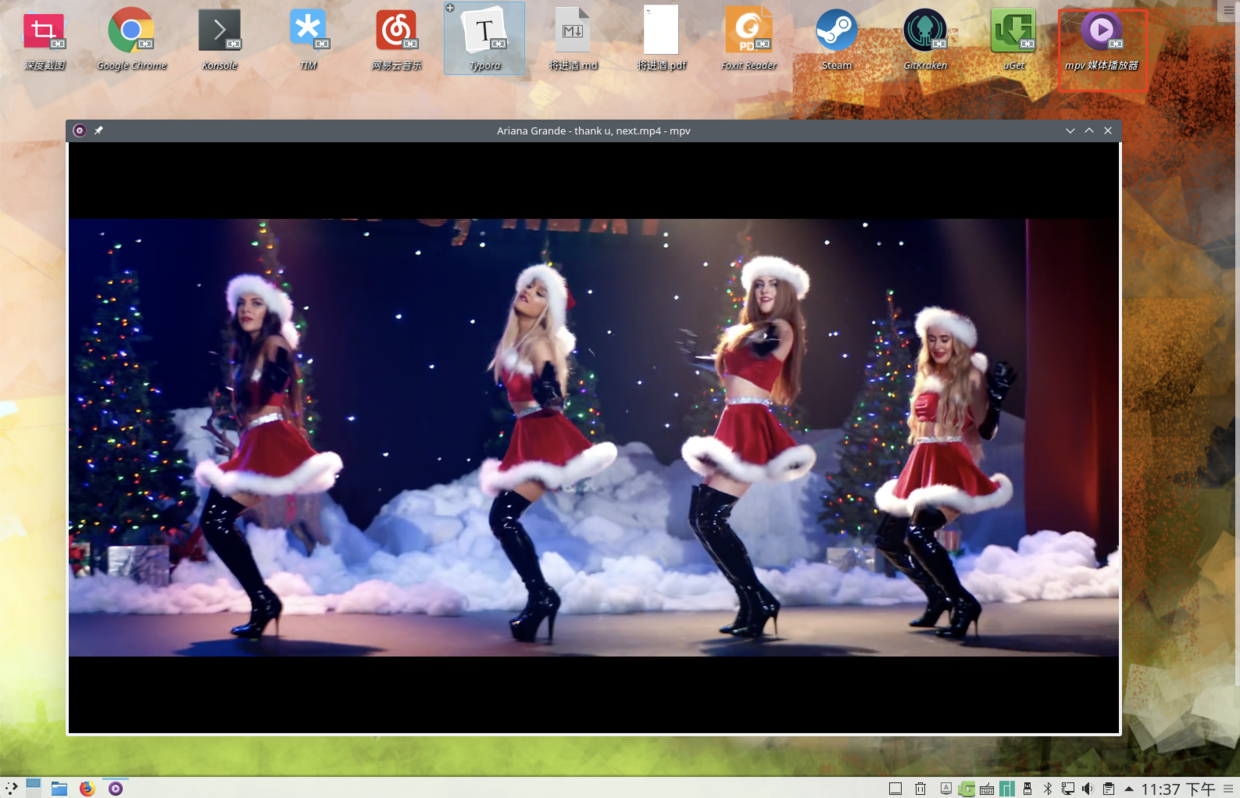 深度截图
Google Chrome
Konsole
TIM
网易云音乐
T
Typora
M↓
将进酒.md
将进酒.pdf
PD
Foxit Reader
Steam
GitKraken
uGet
mpv 媒体播放器
Ariana Grande - thank u, next.mp4 - mpv
11:37 下午